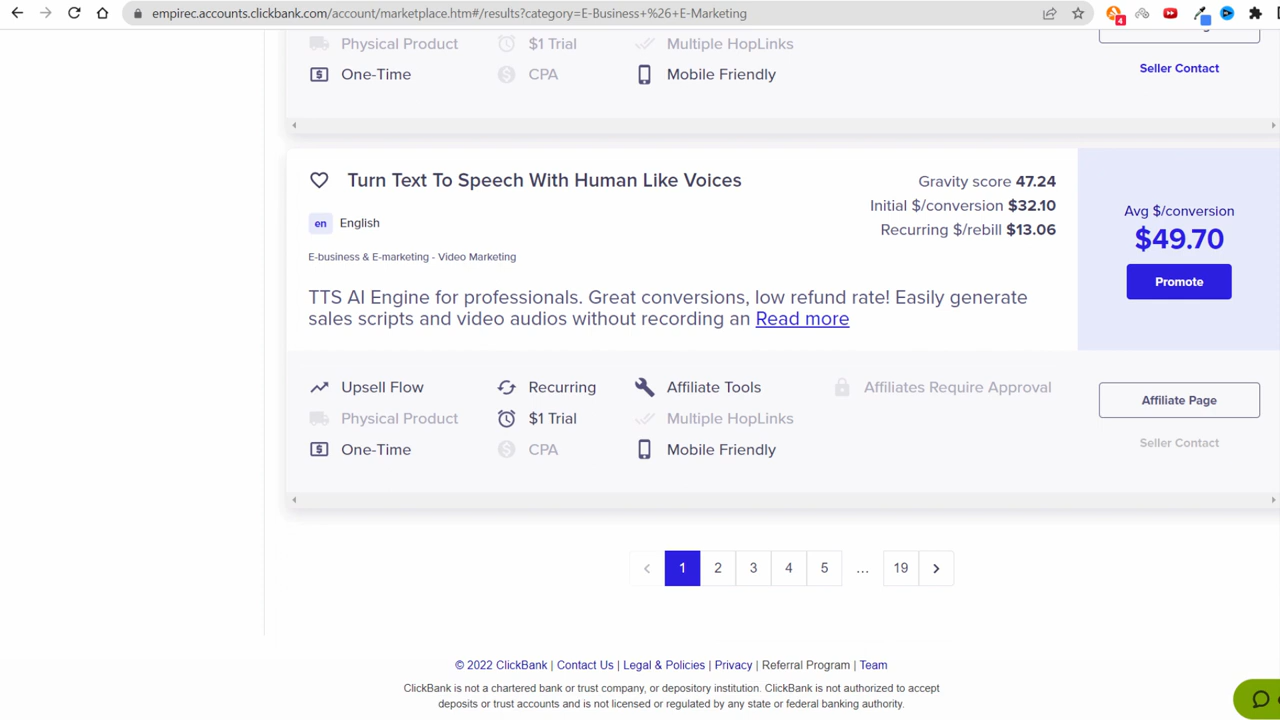 empirec.accounts.clickbank.com/account/marketplace.htm#/results?category=E-Business+%26+E-Marketing
4
Physical Product
$1 Trial
Multiple HopLinks
One-Time
CPA
Mobile Friendly
Seller Contact
Turn Text To Speech With Human Like Voices
Gravity score 47.24
Initial $/conversion $32.10
Recurring $/rebill $13.06
en English
E-business & E-marketing - Video Marketing
TTS AI Engine for professionals. Great conversions, low refund rate! Easily generate
sales scripts and video audios without recording an Read more
Avg $/conversion
$49.70
Promote
Upsell Flow
Recurring
Affiliate Tools
Affiliates Require Approval
Physical Product
$1 Trial
Multiple HopLinks
One-Time
CPA
Mobile Friendly
Affiliate Page
Seller Contact
< 1 2 3 4 5 ... 19 >
© 2022 ClickBank | Contact Us | Legal & Policies | Privacy | Referral Program | Team
ClickBank is not a chartered bank or trust company, or depository institution. ClickBank is not authorized to accept
deposits or trust accounts and is not licensed or regulated by any state or federal banking authority.